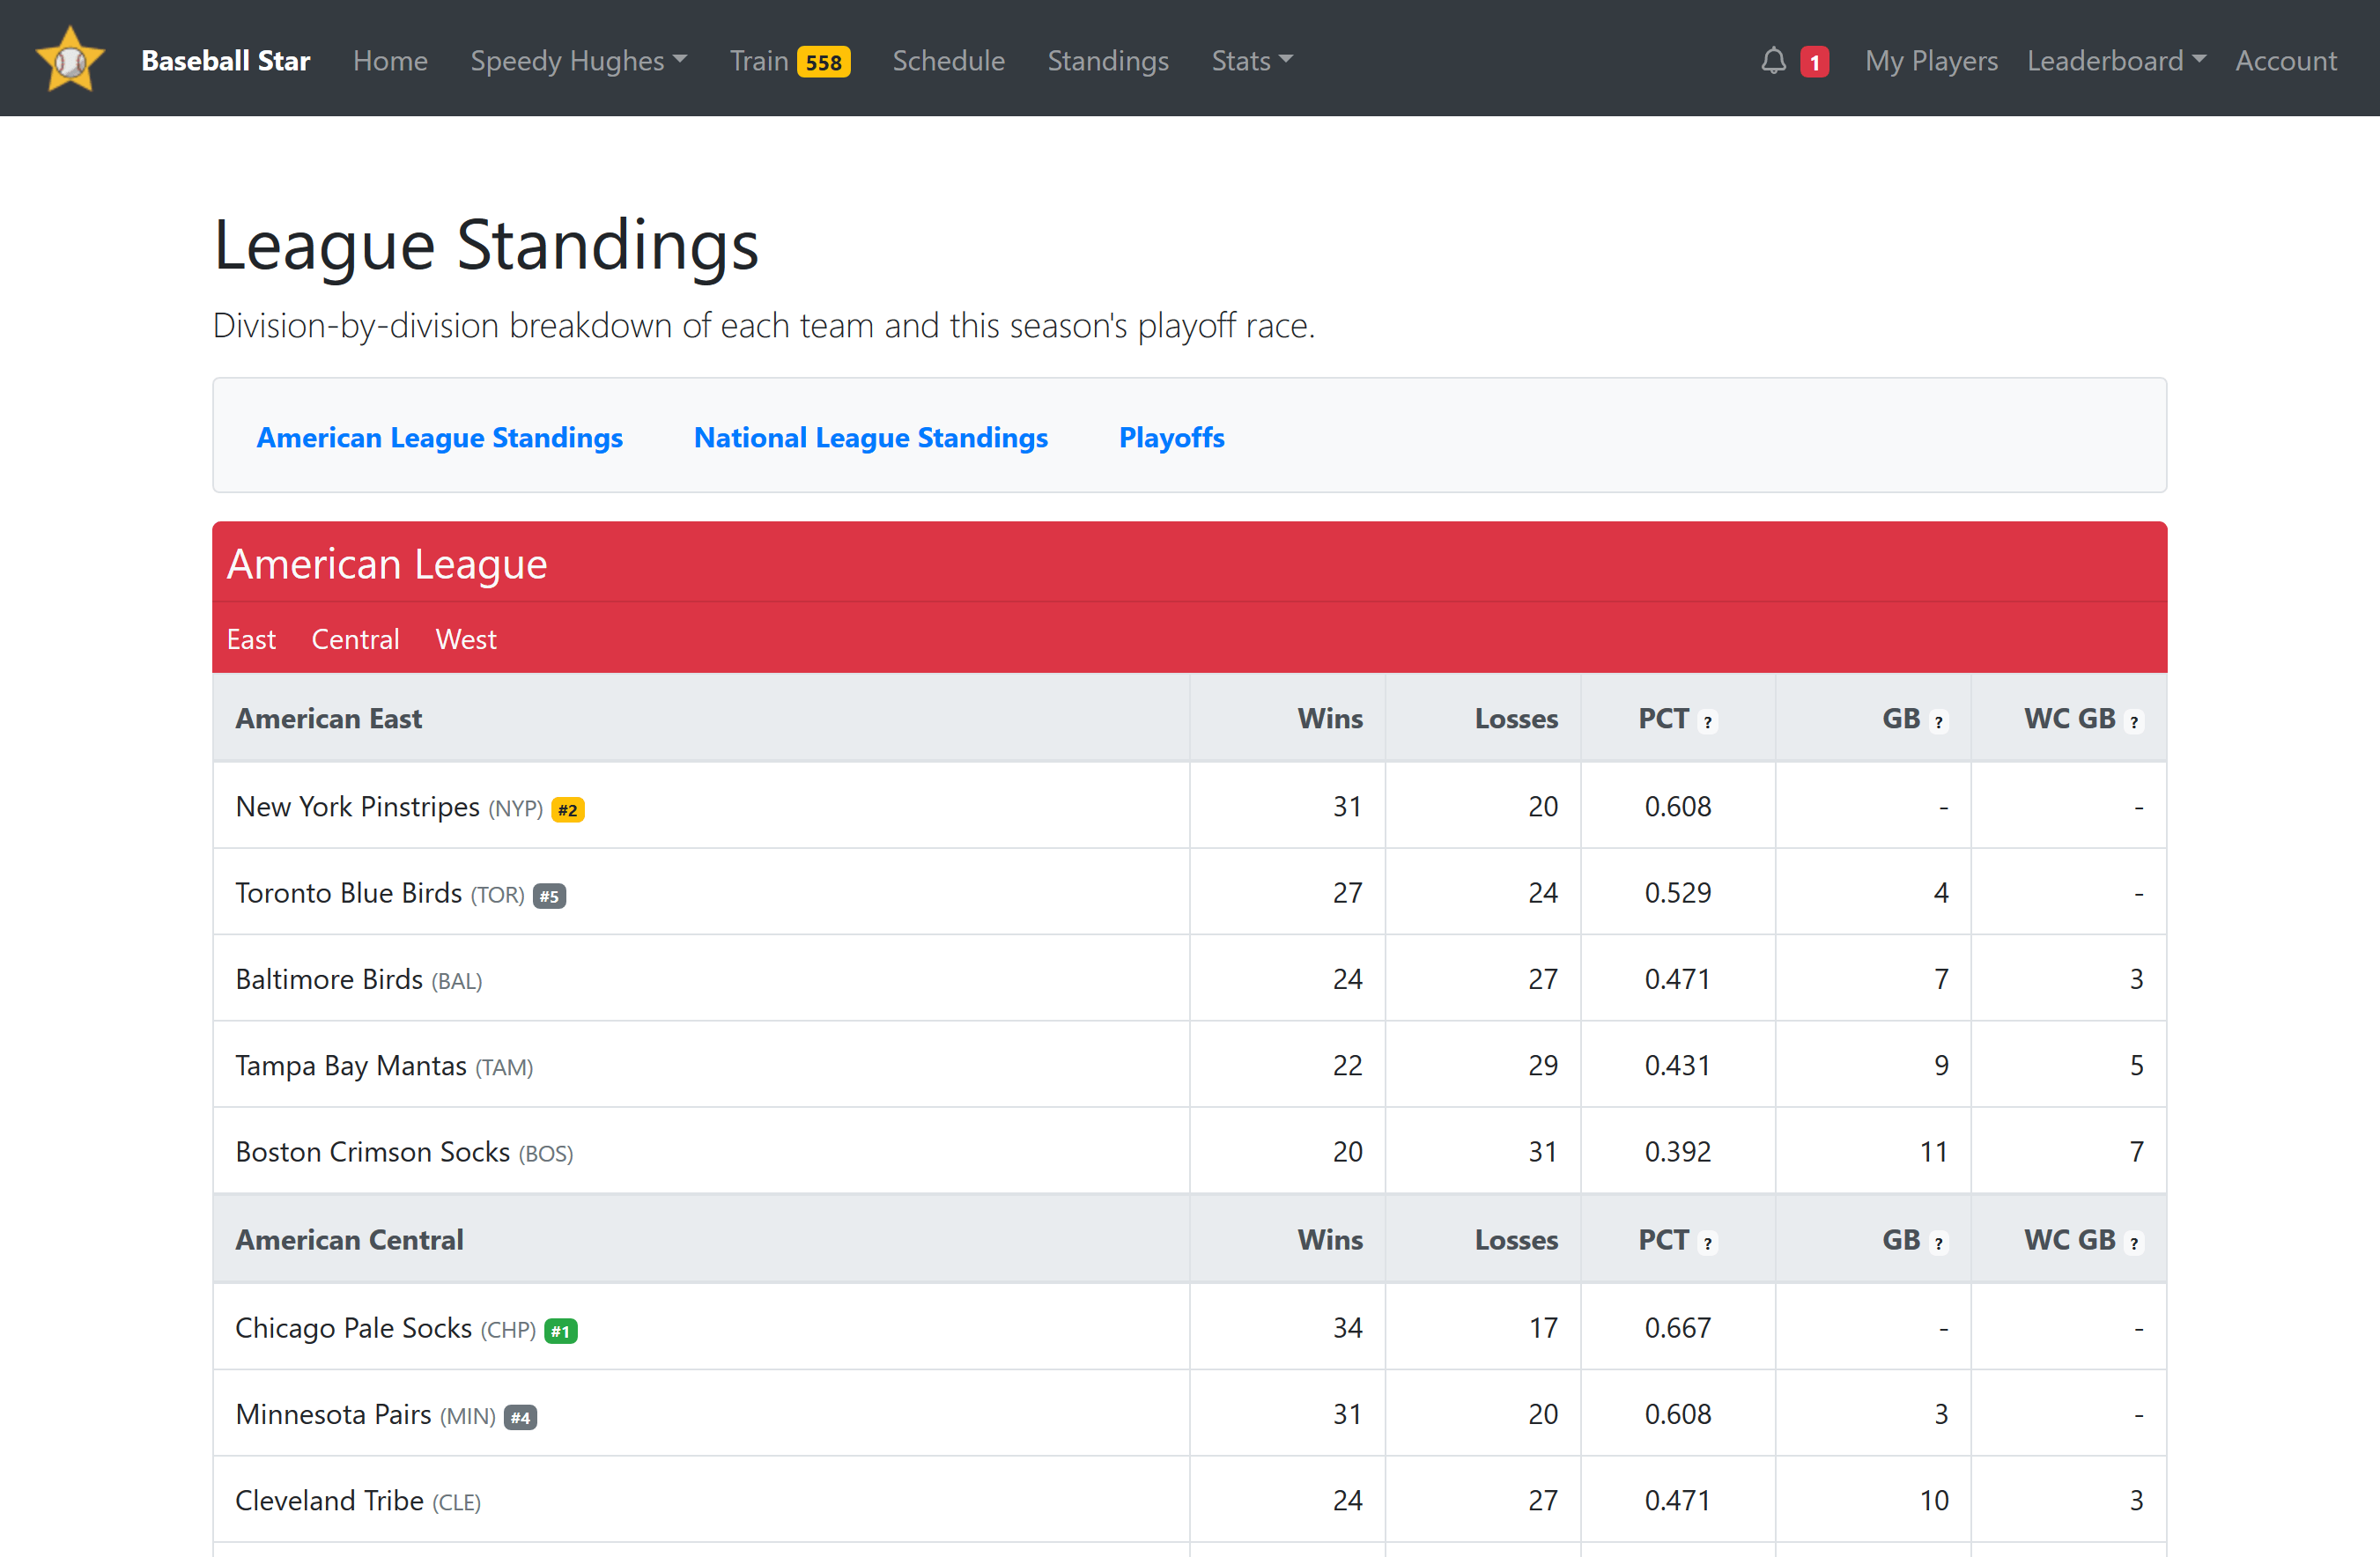 Baseball Star Home Speedy Hughes Train 558 Schedule Standings Stats 1 My Players Leaderboard Account
League Standings
Division-by-division breakdown of each team and this season's playoff race.
American League Standings National League Standings Playoffs
American League
East Central West
American East Wins Losses PCT ? GB ? WC GB ?
New York Pinstripes (NYP) #2 31 20 0.608 - -
Toronto Blue Birds (TOR) #5 27 24 0.529 4 -
Baltimore Birds (BAL) 24 27 0.471 7 3
Tampa Bay Mantas (TAM) 22 29 0.431 9 5
Boston Crimson Socks (BOS) 20 31 0.392 11 7
American Central Wins Losses PCT ? GB ? WC GB ?
Chicago Pale Socks (CHP) #1 34 17 0.667 - -
Minnesota Pairs (MIN) #4 31 20 0.608 3 -
Cleveland Tribe (CLE) 24 27 0.471 10 3